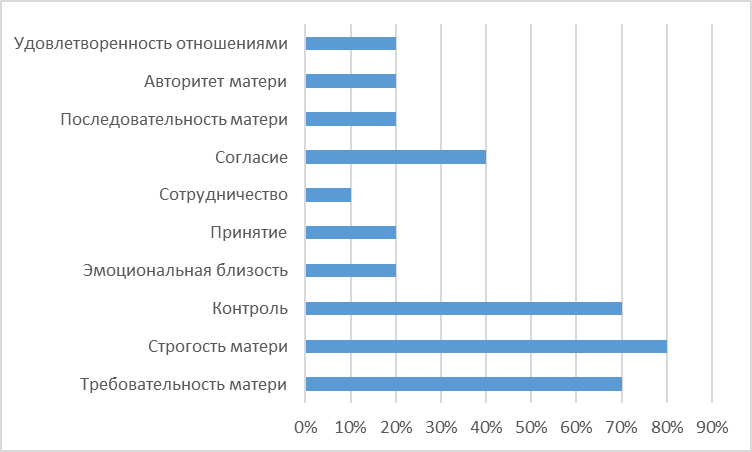 Удовлетворенность отношениями
Авторитет матери
Последовательность матери
Согласие
Сотрудничество
Принятие
Эмоциональная близость
Контроль
Строгость матери
Требовательность матери
0% 10% 20% 30% 40% 50% 60% 70% 80% 90%